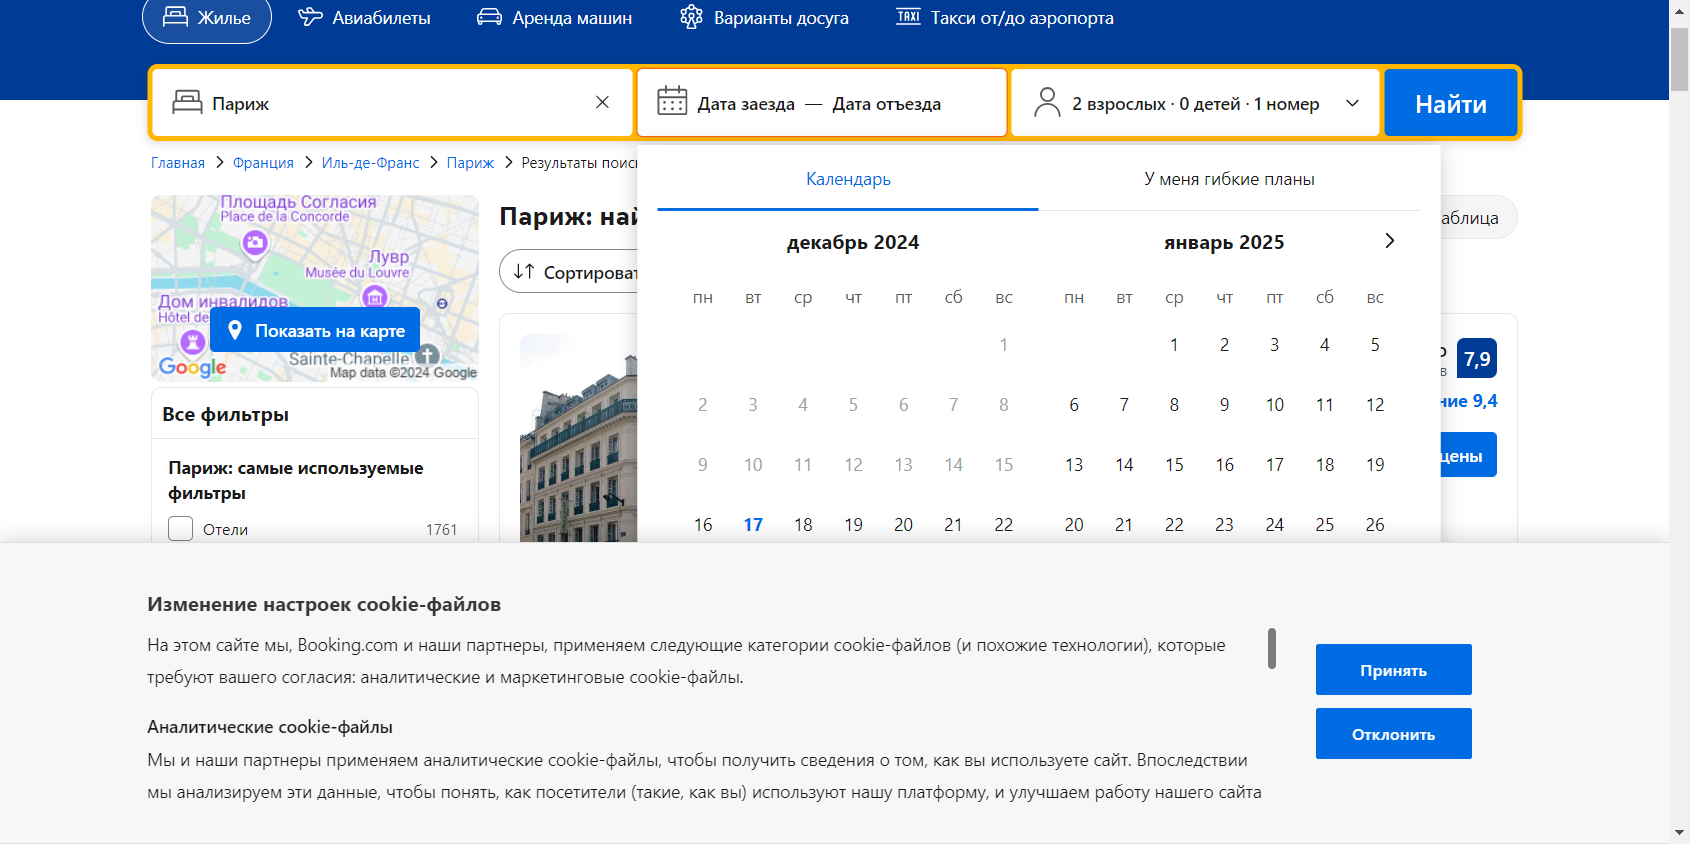 Жилье
Авиабилеты
Аренда машин
Варианты досуга
TAXI Такси от/до аэропорта
Париж
Дата заезда — Дата отъезда
2 взрослых · 0 детей · 1 номер
Найти
Главная > Франция > Иль-де-Франс > Париж > Результаты
Календарь
У меня гибкие планы
Площадь Согласия
Place de la Concorde
Лувр
Musée du Louvre
Дом инвалидов
Hôtel
Показать на карте
Sainte-Chapelle
Google
Map data ©2024 Google
Париж:
декабрь 2024
январь 2025
пн вт ср чт пт сб вс
пн вт ср чт пт сб вс
1
1 2 3 4 5
2 3 4 5 6 7 8
6 7 8 9 10 11 12
9 10 11 12 13 14 15
13 14 15 16 17 18 19
16 17 18 19 20 21 22
20 21 22 23 24 25 26
7,9
9,4
цены
Все фильтры
Париж: самые используемые
фильтры
Отели 1761
Изменение настроек cookie-файлов
На этом сайте мы, Booking.com и наши партнеры, применяем следующие категории cookie-файлов (и похожие технологии), которые
требуют вашего согласия: аналитические и маркетинговые cookie-файлы.
Аналитические cookie-файлы
Мы и наши партнеры применяем аналитические cookie-файлы, чтобы получить сведения о том, как вы используете сайт. Впоследствии
мы анализируем эти данные, чтобы понять, как посетители (такие, как вы) используют нашу платформу, и улучшаем работу нашего сайта
Принять
Отклонить